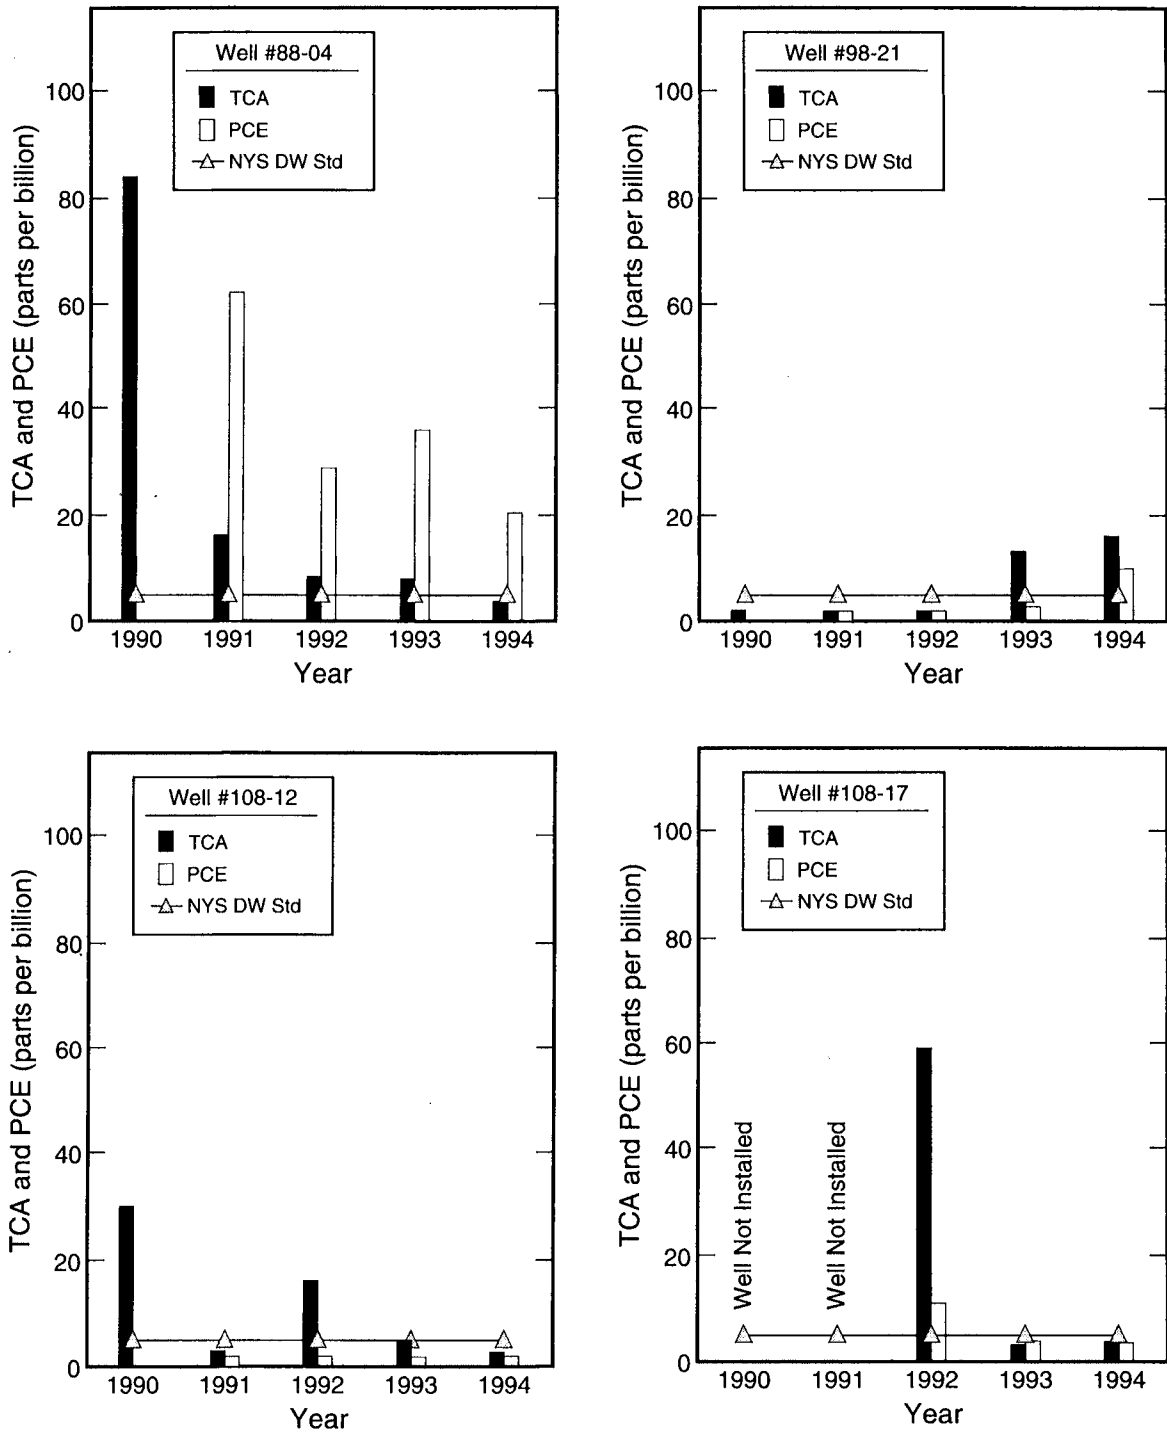 Well #88-04
TCA
PCE
NYS DW Std
TCA and PCE (parts per billion)
100
80
60
40
20
0
1990 1991 1992 1993 1994
Year
Well #98-21
TCA
PCE
NYS DW Std
TCA and PCE (parts per billion)
100
80
60
40
20
0
1990 1991 1992 1993 1994
Year
Well #108-12
TCA
PCE
NYS DW Std
TCA and PCE (parts per billion)
100
80
60
40
20
0
1990 1991 1992 1993 1994
Year
Well #108-17
TCA
PCE
NYS DW Std
TCA and PCE (parts per billion)
100
80
60
40
20
0
Well Not Installed
Well Not Installed
1990 1991 1992 1993 1994
Year